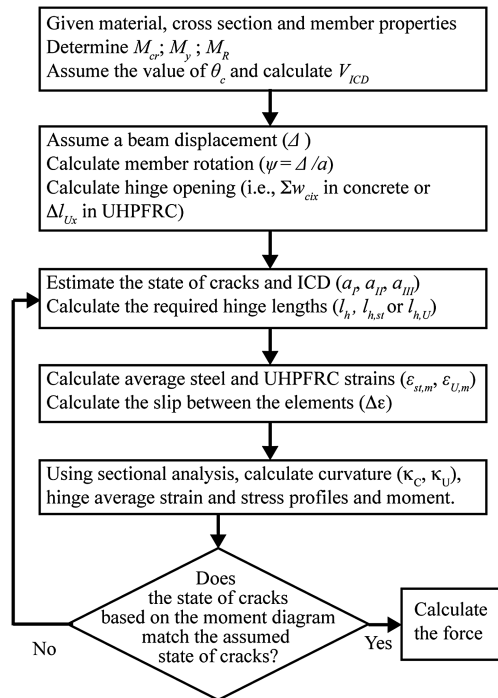 Given material, cross section and member properties
Determine M_cr; M_y ; M_R
Assume the value of θ_c and calculate V_ICD
Assume a beam displacement (Δ )
Calculate member rotation (ψ = Δ /a)
Calculate hinge opening (i.e., Σw_cix in concrete or
Δl_Ux in UHPFRC)
Estimate the state of cracks and ICD (a_I, a_II, a_III)
Calculate the required hinge lengths (l_h, l_h,st or l_h,U)
Calculate average steel and UHPFRC strains (ε_st,m, ε_U,m)
Calculate the slip between the elements (Δε)
Using sectional analysis, calculate curvature (κ_C, κ_U),
hinge average strain and stress profiles and moment.
Does
the state of cracks
based on the moment diagram
match the assumed
state of cracks?
No
Yes
Calculate
the force